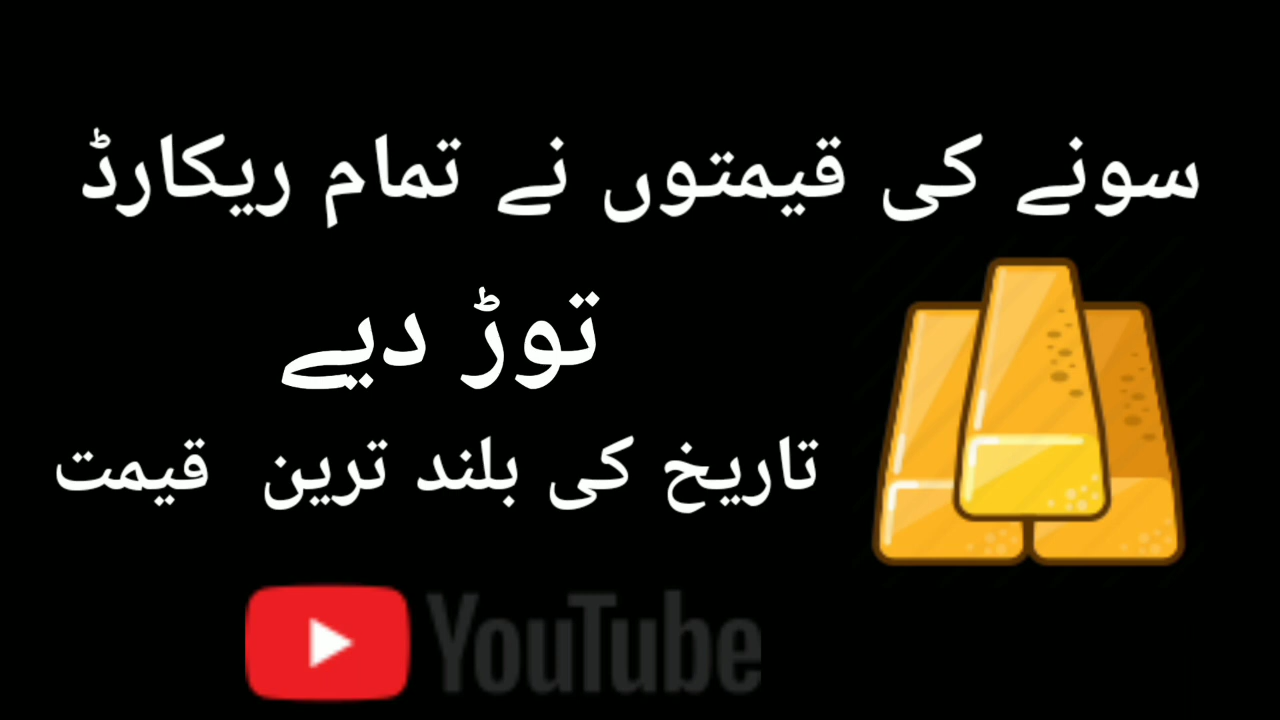 سونے کی قیمتوں نے تمام ریکارڈ
توڑ دیے
تاریخ کی بلند ترین قیمت
YouTube